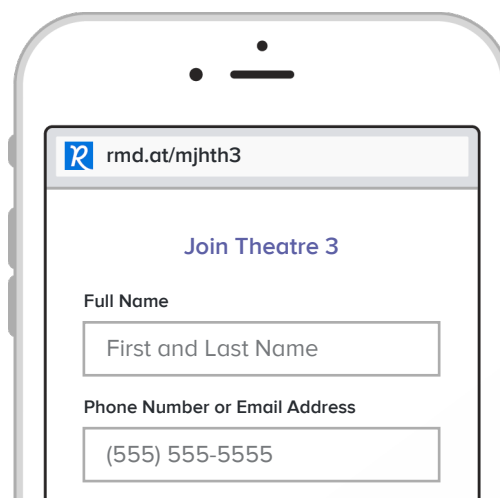 rmd.at/mjhth3
Join Theatre 3
Full Name
First and Last Name
Phone Number or Email Address
(555) 555-5555